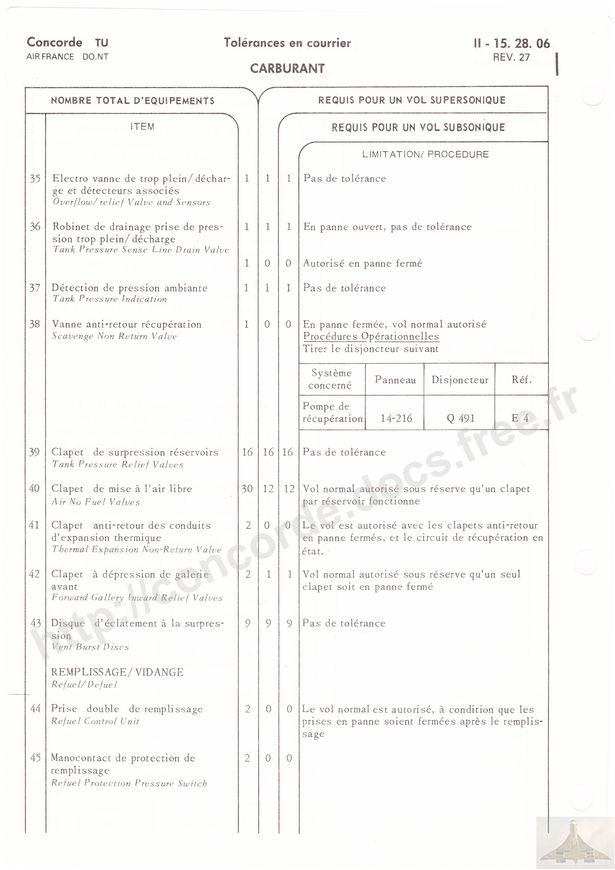 Concorde TU
Tolérances en courrier
II - 15. 28. 06
AIR FRANCE DO.NT
REV. 27
CARBURANT
NOMBRE TOTAL D'EQUIPEMENTS
REQUIS POUR UN VOL SUPERSONIQUE
ITEM
REQUIS POUR UN VOL SUBSONIQUE
LIMITATION/ PROCEDURE
35 Electro vanne de trop plein/déchar- 1 1 1 Pas de tolérance
ge et détecteurs associés
Overflow/relief Valve and Sensors
36 Robinet de drainage prise de pres- 1 1 1 En panne ouvert, pas de tolérance
sion trop plein/décharge
Tank Pressure Sense Line Drain Valve
1 0 0 Autorisé en panne fermé
37 Détection de pression ambiante 1 1 1 Pas de tolérance
Tank Pressure Indication
38 Vanne anti-retour récupération 1 0 0 En panne fermée, vol normal autorisé
Scavenge Non Return Valve
Procédures Opérationnelles
Tirer le disjoncteur suivant
Système concerné Panneau Disjoncteur Réf.
Pompe de récupération 14-216 Q 491 E 4
39 Clapet de surpression réservoirs 16 16 16 Pas de tolérance
Tank Pressure Relief Valves
40 Clapet de mise à l'air libre 30 12 12 Vol normal autorisé sous réserve qu'un clapet
Air No Fuel Valves
par réservoir fonctionne
41 Clapet anti-retour des conduits 2 0 0 Le vol est autorisé avec les clapets anti-retour
d'expansion thermique
en panne fermés, et le circuit de récupération en
Thermal Expansion Non-Return Valve
état.
42 Clapet à dépression de galerie 2 1 1 Vol normal autorisé sous réserve qu'un seul
avant
clapet soit en panne fermé
Forward Gallery Inward Relief Valves
43 Disque d'éclatement à la surpres- 9 9 9 Pas de tolérance
sion
Vent Burst Discs
REMPLISSAGE/VIDANGE
Refuel/Defuel
44 Prise double de remplissage 2 0 0 Le vol normal est autorisé, à condition que les
Refuel Control Unit
prises en panne soient fermées après le remplis-
sage
45 Manocontact de protection de 2 0 0
remplissage
Refuel Protection Pressure Switch
http://concorde.docs.free.fr